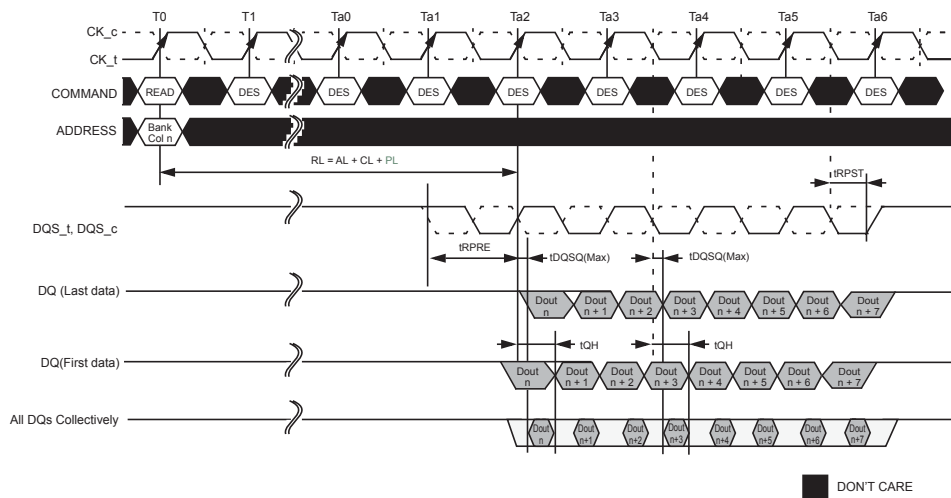 T0 T1 Ta0 Ta1 Ta2 Ta3 Ta4 Ta5 Ta6
CK_c
CK_t
COMMAND READ DES DES DES DES DES DES DES DES
ADDRESS Bank
Col n
RL = AL + CL + PL
tRPST
DQS_t, DQS_c
tRPRE tDQSQ(Max) tDQSQ(Max)
DQ (Last data) Dout Dout Dout Dout Dout Dout Dout Dout
n n + 1 n + 2 n + 3 n + 4 n + 5 n + 6 n + 7
tQH tQH
DQ(First data) Dout Dout Dout Dout Dout Dout Dout Dout
n n + 1 n + 2 n + 3 n + 4 n + 5 n + 6 n + 7
All DQs Collectively Dout Dout Dout Dout Dout Dout Dout Dout
n n+1 n+2 n+3 n+4 n+5 n+6 n+7
DON'T CARE